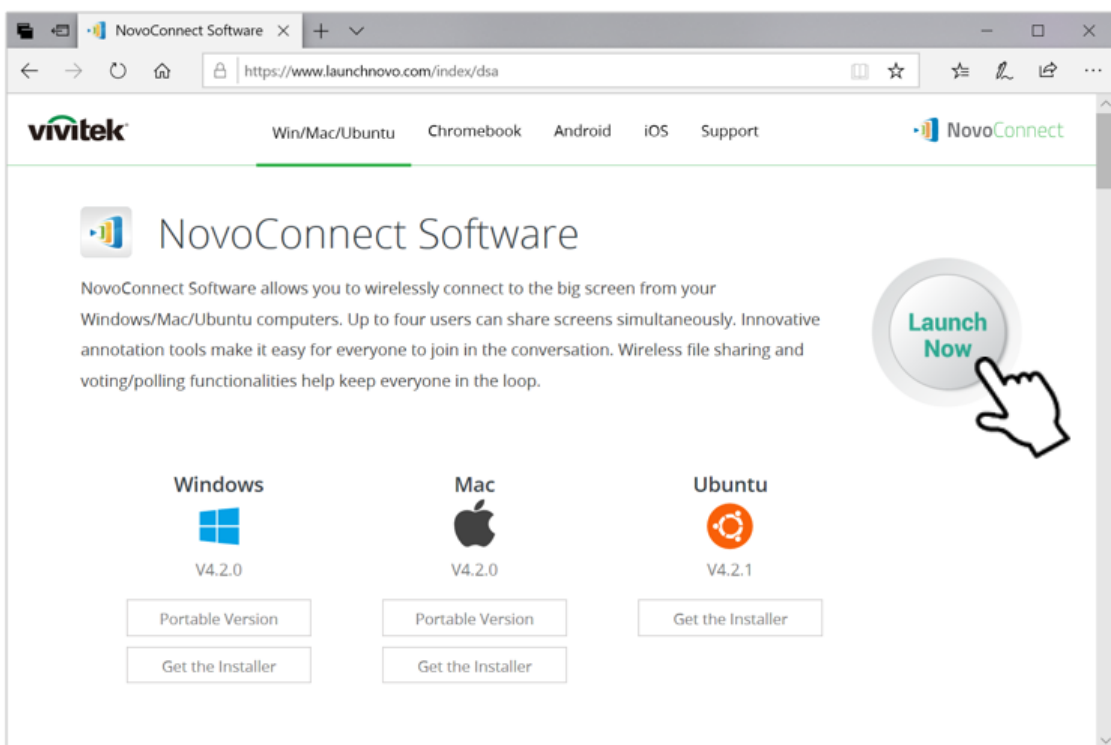 NovoConnect Software
https://www.launchnovo.com/index/dsa
vivitek
Win/Mac/Ubuntu Chromebook Android iOS Support
NovoConnect
NovoConnect Software
NovoConnect Software allows you to wirelessly connect to the big screen from your
Windows/Mac/Ubuntu computers. Up to four users can share screens simultaneously. Innovative
annotation tools make it easy for everyone to join in the conversation. Wireless file sharing and
voting/polling functionalities help keep everyone in the loop.
Launch
Now
Windows Mac Ubuntu
V4.2.0 V4.2.0 V4.2.1
Portable Version Portable Version Get the Installer
Get the Installer Get the Installer